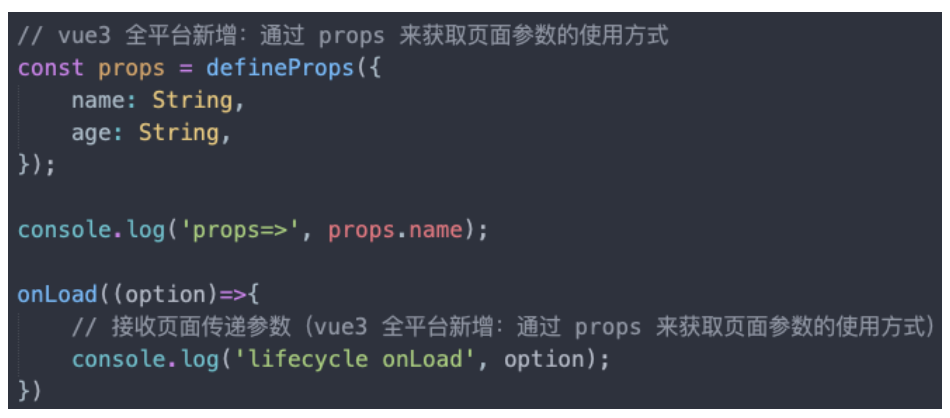 // vue3 全平台新增：通过 props 来获取页面参数的使用方式
const props = defineProps({
    name: String,
    age: String,
});

console.log('props=>', props.name);

onLoad((option)=>{
    // 接收页面传递参数（vue3 全平台新增：通过 props 来获取页面参数的使用方式）
    console.log('lifecycle onLoad', option);
})